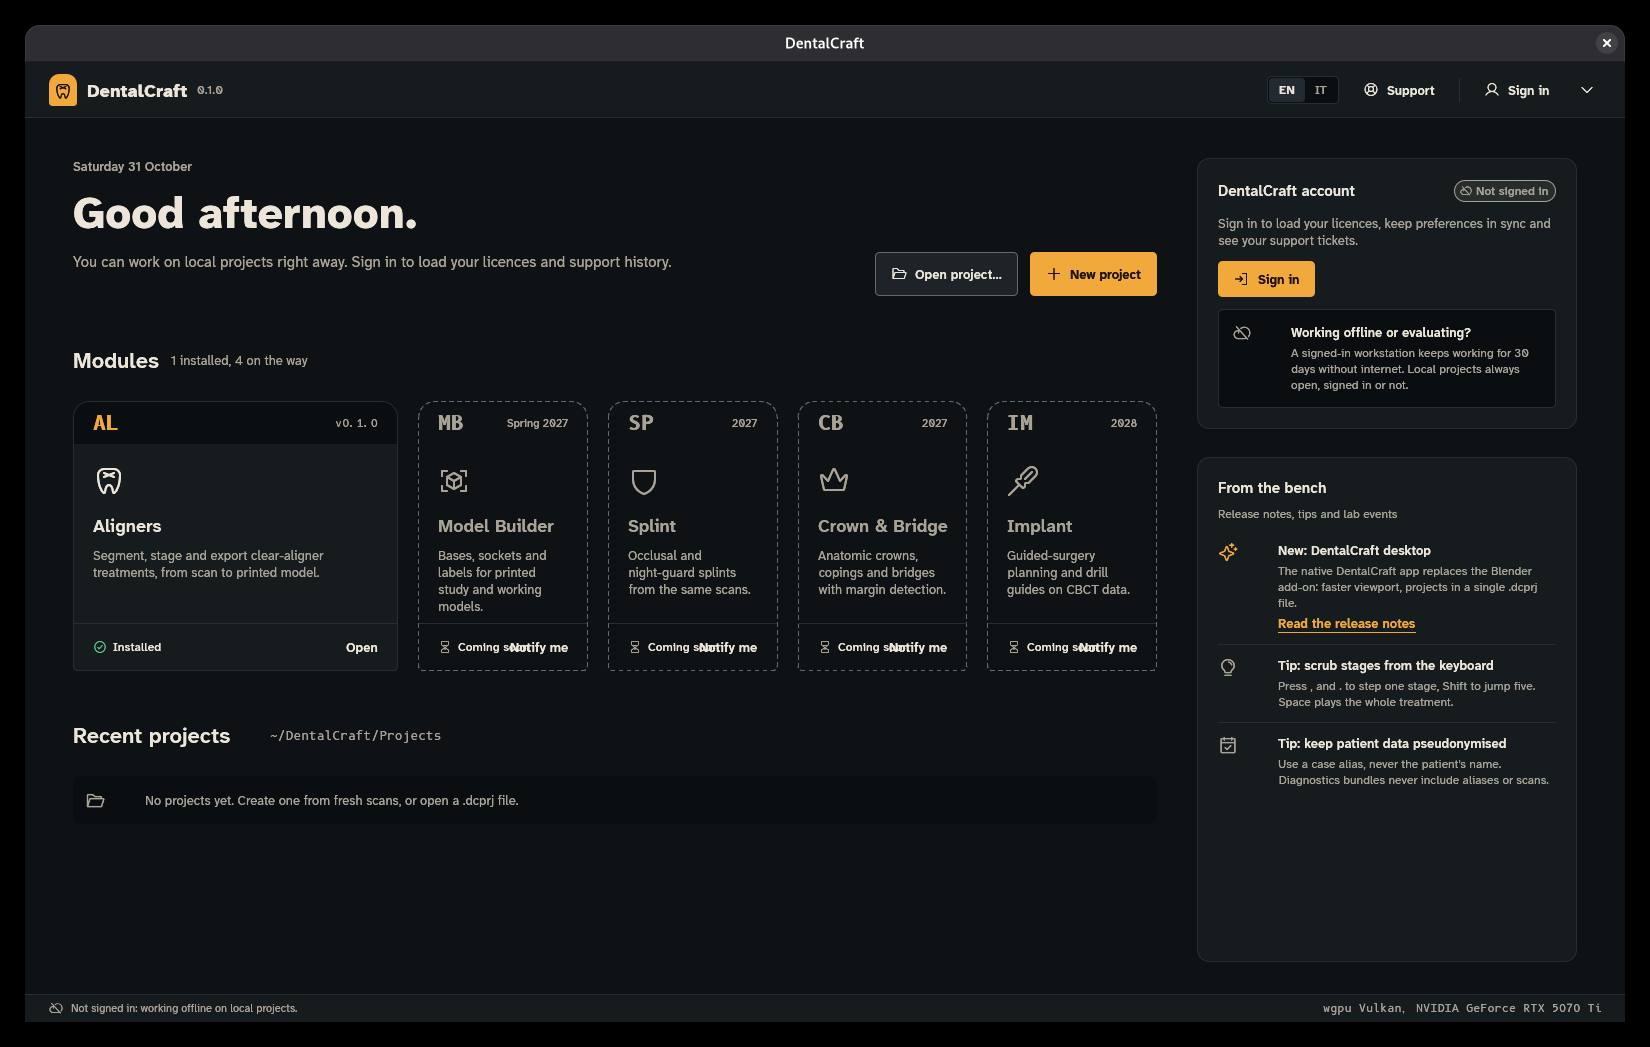 DentalCraft
DentalCraft 0.1.0
EN IT
Support
Sign in
Saturday 31 October
Good afternoon.
You can work on local projects right away. Sign in to load your licences and support history.
Open project...
New project
Modules 1 installed, 4 on the way
AL v0.1.0
Aligners
Segment, stage and export clear-aligner
treatments, from scan to printed model.
Installed Open
MB Spring 2027
Model Builder
Bases, sockets and
labels for printed
study and working
models.
Coming soon Notify me
SP 2027
Splint
Occlusal and
night-guard splints
from the same scans.
Coming soon Notify me
CB 2027
Crown & Bridge
Anatomic crowns,
copings and bridges
with margin detection.
Coming soon Notify me
IM 2028
Implant
Guided-surgery
planning and drill
guides on CBCT data.
Coming soon Notify me
Recent projects ~/DentalCraft/Projects
No projects yet. Create one from fresh scans, or open a .dcprj file.
DentalCraft account Not signed in
Sign in to load your licences, keep preferences in sync and
see your support tickets.
Sign in
Working offline or evaluating?
A signed-in workstation keeps working for 30
days without internet. Local projects always
open, signed in or not.
From the bench
Release notes, tips and lab events
New: DentalCraft desktop
The native DentalCraft app replaces the Blender
add-on: faster viewport, projects in a single .dcprj
file.
Read the release notes
Tip: scrub stages from the keyboard
Press , and . to step one stage, Shift to jump five.
Space plays the whole treatment.
Tip: keep patient data pseudonymised
Use a case alias, never the patient's name.
Diagnostics bundles never include aliases or scans.
Not signed in: working offline on local projects.
wgpu Vulkan, NVIDIA GeForce RTX 5070 Ti